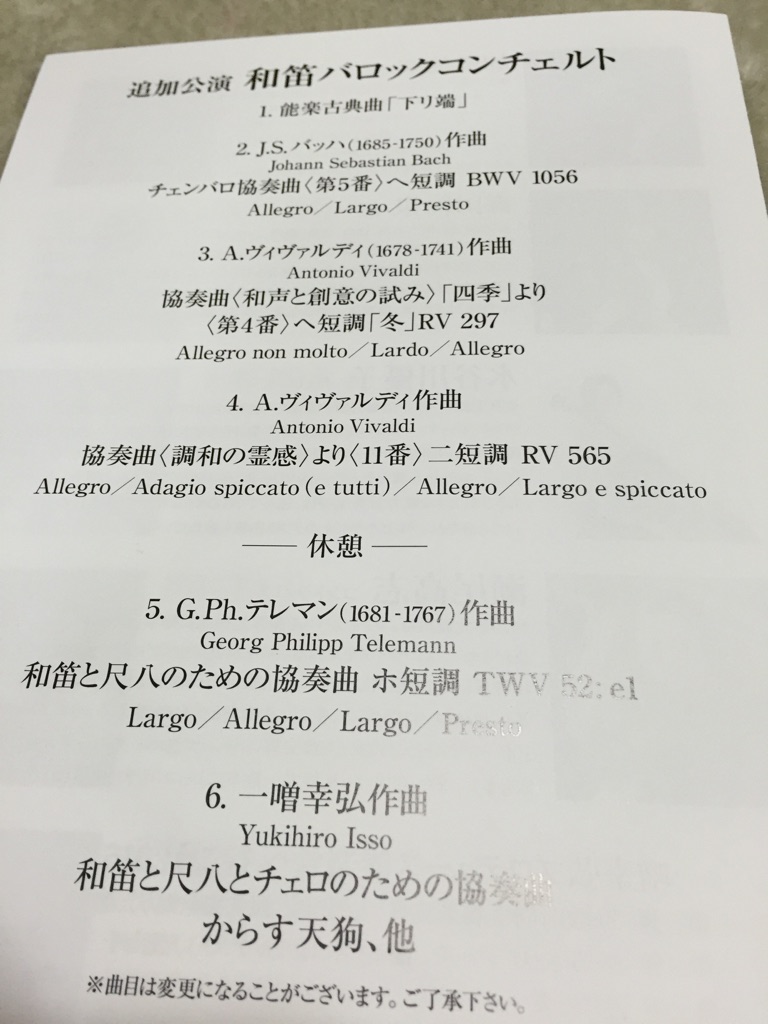 追加公演 和笛バロックコンチェルト
1. 能楽古典曲「下リ端」
2. J.S. バッハ(1685-1750)作曲
Johann Sebastian Bach
チェンバロ協奏曲〈第5番〉ヘ短調 BWV 1056
Allegro／Largo／Presto
3. A.ヴィヴァルディ(1678-1741)作曲
Antonio Vivaldi
協奏曲〈和声と創意の試み〉「四季」より
〈第4番〉ヘ短調「冬」RV 297
Allegro non molto／Lardo／Allegro
4. A.ヴィヴァルディ作曲
Antonio Vivaldi
協奏曲〈調和の霊感〉より〈11番〉二短調 RV 565
Allegro／Adagio spiccato (e tutti)／Allegro／Largo e spiccato
休憩
5. G.Ph.テレマン(1681-1767)作曲
Georg Philipp Telemann
和笛と尺八のための協奏曲 ホ短調 TWV 52: e1
Largo／Allegro／Largo／Presto
6. 一噌幸弘作曲
Yukihiro Isso
和笛と尺八とチェロのための協奏曲
からす天狗、他
※曲目は変更になることがございます。ご了承下さい。